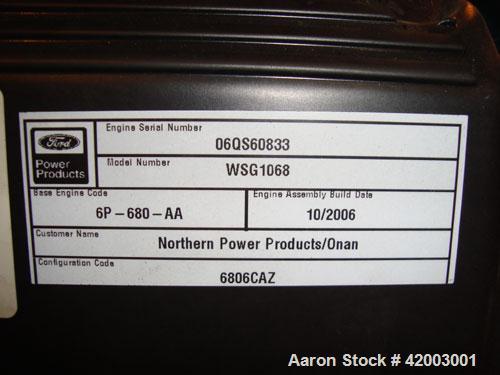 Ford
Power
Products
Engine Serial Number
06QS60833
Model Number
WSG1068
Base Engine Code
6P-680-AA
Engine Assembly Build Date
10/2006
Customer Name
Northern Power Products/Onan
Configuration Code
6806CAZ
Aaron Stock # 42003001